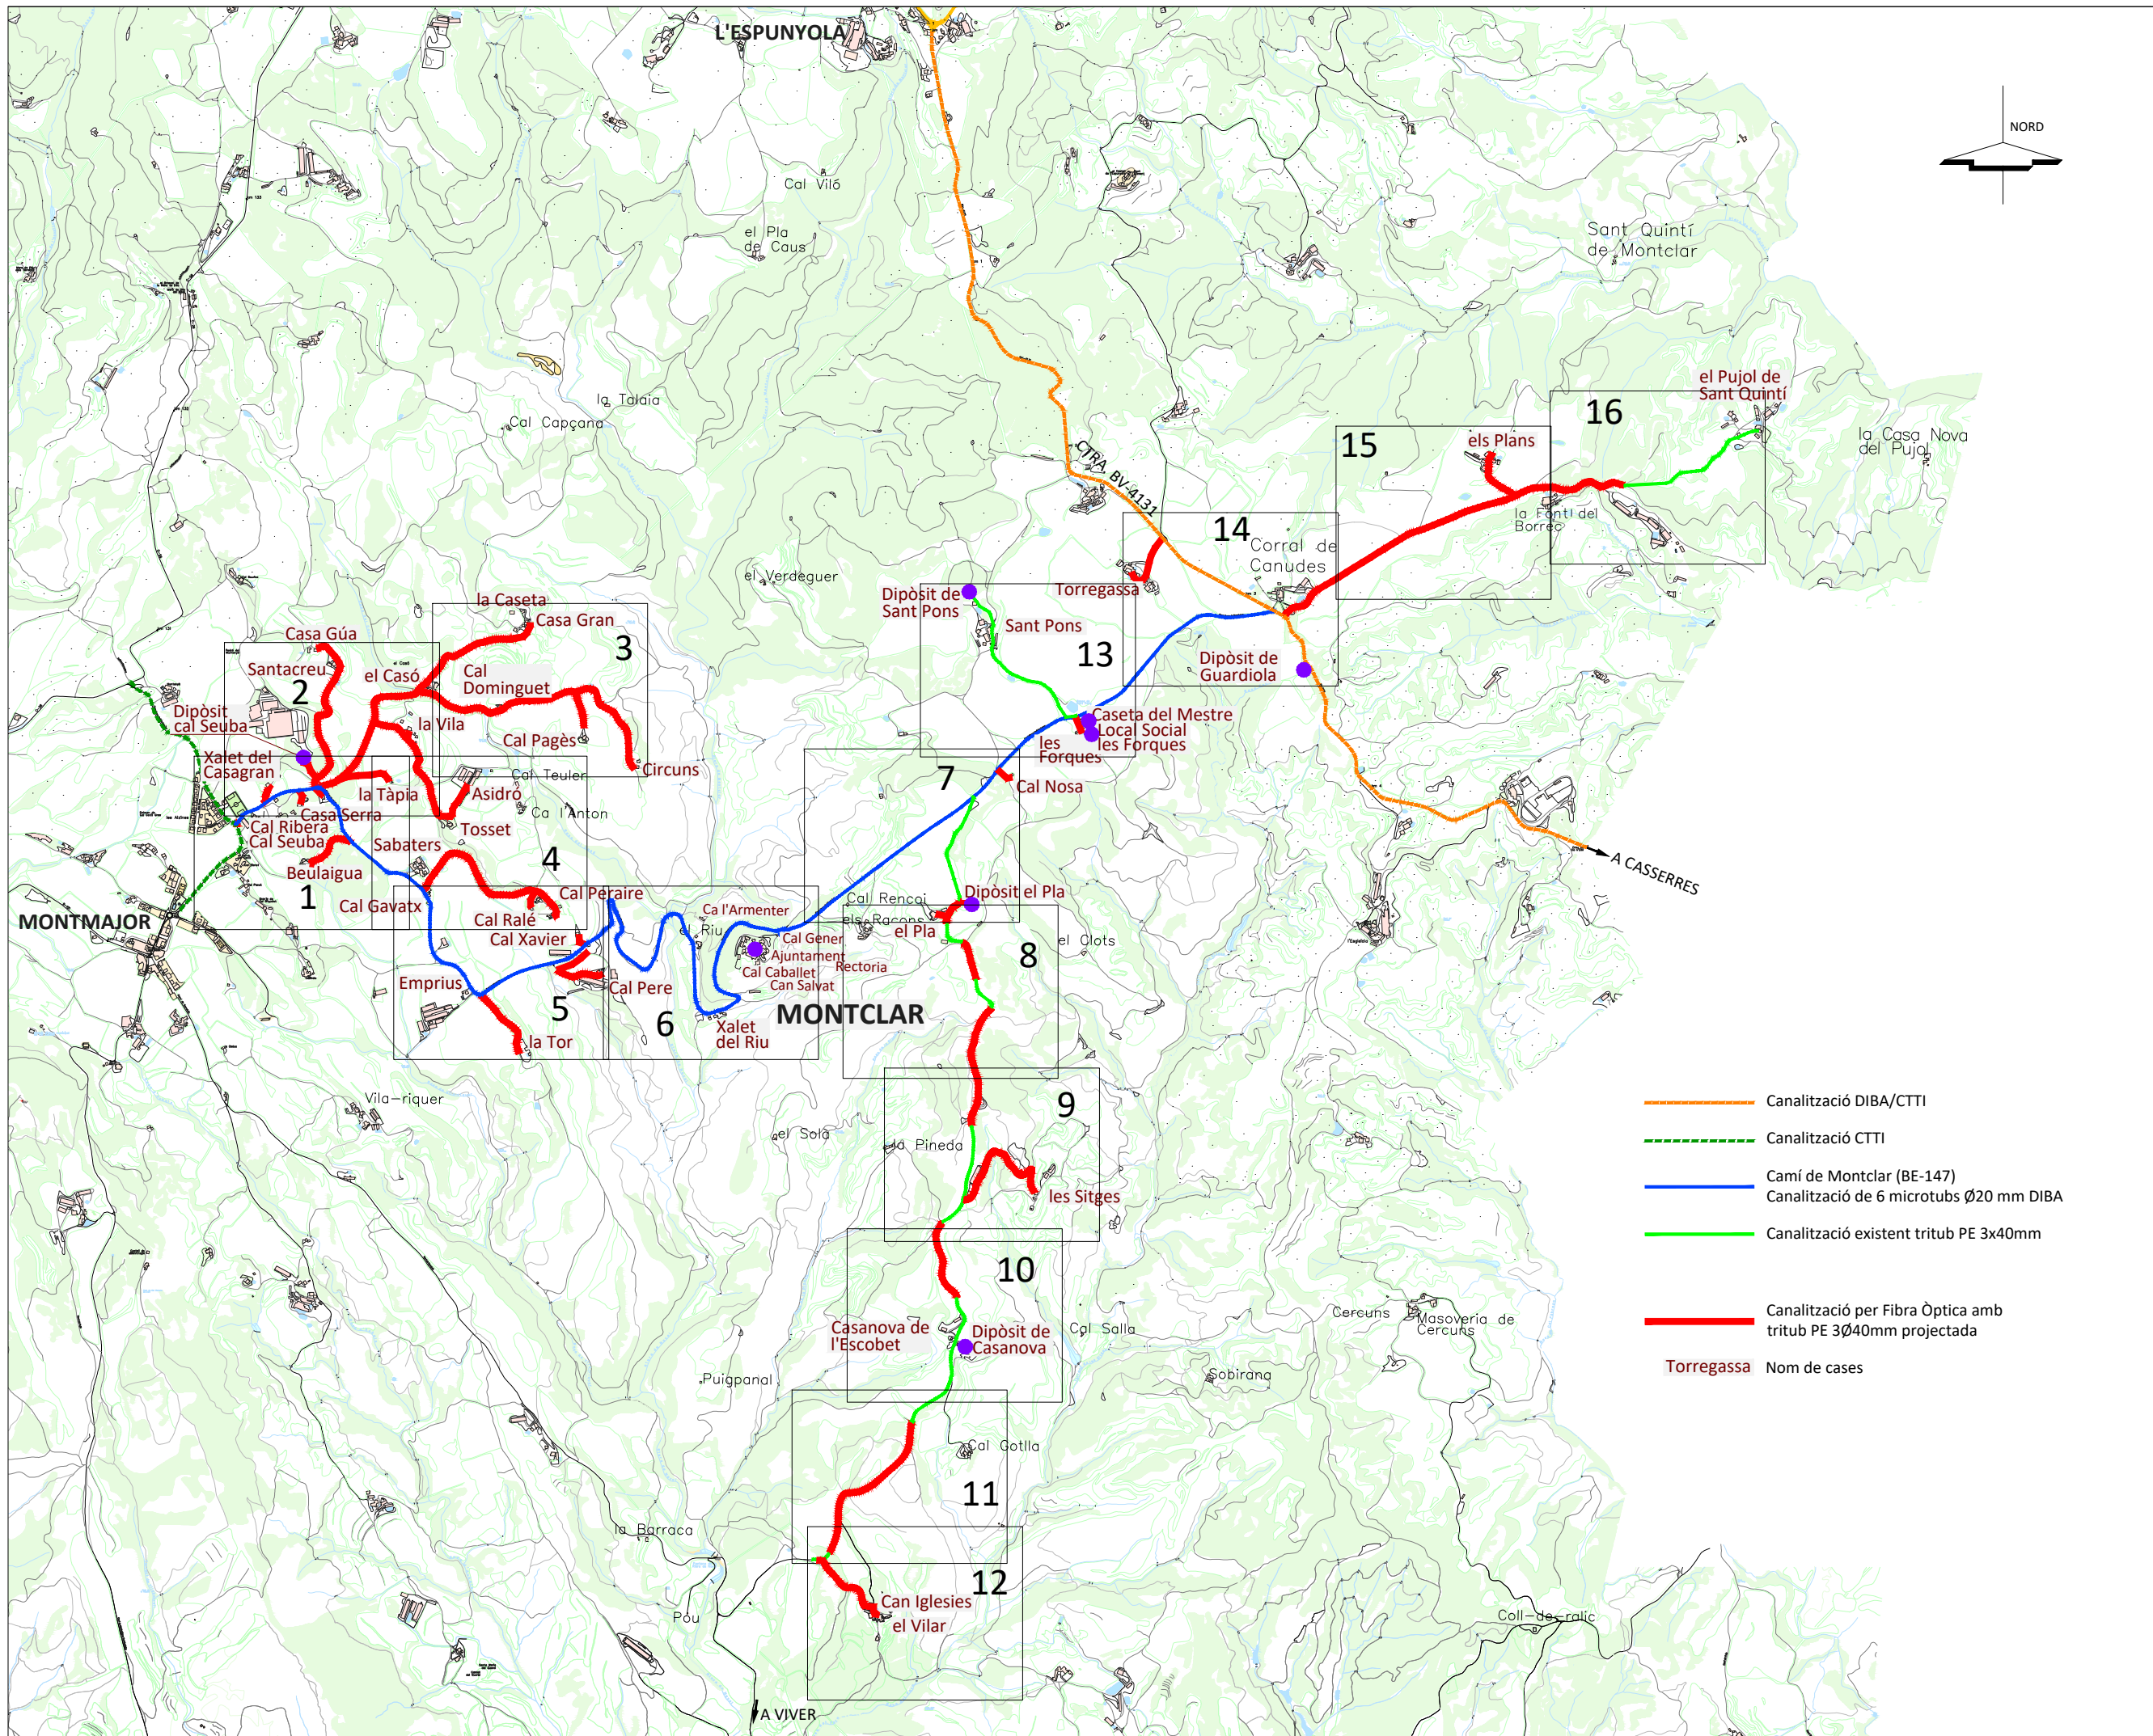 L'ESPUNYOLA
NORD
Cal Viló
el Pla
de Caus
Sant Quintí
de Montclar
la Talaia
Cal Capçana
CTRA. BV-4131
el Pujol de
Sant Quintí
16
la Casa Nova
del Pujol
15
els Plans
la Font del
Borrec
14
Corral de
Canudes
el Verdeguer
Torregassa
Dipòsit de
Sant Pons
Sant Pons
13
Dipòsit de
Guardiola
la Caseta
Casa Gran
3
Casa Gúa
Santacreu
2
el Casó
Cal
Dominguet
Dipòsit
cal Seuba
la Vila
Cal Pagès
Circuns
Caseta del Mestre
Local Social
les Forques
les
Forques
Xalet del
Casagran
la Tàpia
Cal Teuler
Asidró
7
Cal Nosa
Casa Serra
Ca l'Anton
Cal Ribera
Cal Seuba
Tosset
Sabaters
4
Beulaigua
1
A CASSERRES
Cal Gavatx
Cal Peraire
Cal Ralé
Cal Xavier
MONTMAJOR
Ca l'Armenter
el Riu
Cal Gener
Ajuntament
Rectoria
Cal Caballet
Can Salvat
Cal Rencai
Dipòsit el Pla
els Racons
el Pla
el Clots
8
Emprius
5
Cal Pere
6
MONTCLAR
Xalet
del Riu
la Tor
Vila-riquer
9
el Solà
la Pineda
les Sitges
10
Casanova de
l'Escobet
Dipòsit de
Casanova
Cal Salla
Cercuns
Masoveria de
Cercuns
Puigpanal
Sobirana
Cal Gotlla
11
la Barraca
12
Can Iglesies
el Vilar
Pou
Coll-de-ralic
A VIVER
Canalització DIBA/CTTI
Canalització CTTI
Camí de Montclar (BE-147)
Canalització de 6 microtubs Ø20 mm DIBA
Canalització existent tritub PE 3x40mm
Canalització per Fibra Òptica amb
tritub PE 3Ø40mm projectada
Torregassa Nom de cases